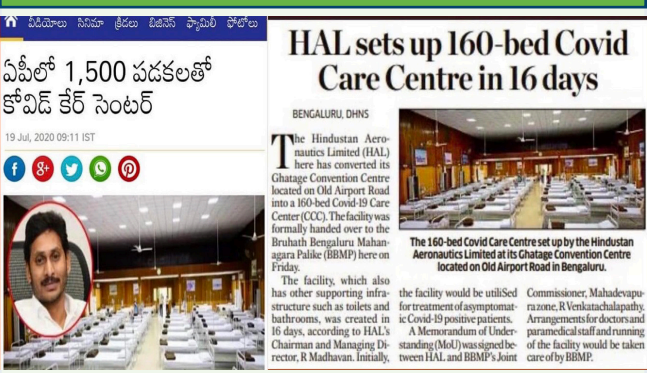 వీడియోలు సినిమా క్రీడలు బిజినెస్ ఫ్యామిలీ ఫోటోలు
ఏపీలో 1,500 పడకలతో
కోవిడ్ కేర్ సెంటర్
19 Jul, 2020 09:11 IST
HAL sets up 160-bed Covid
Care Centre in 16 days
BENGALURU, DHNS
The Hindustan Aero-
nautics Limited (HAL)
here has converted its
Ghatage Convention Centre
located on Old Airport Road
into a 160-bed Covid-19 Care
Center (CCC). The facility was
formally handed over to the
Bruhath Bengaluru Mahan-
agara Palike (BBMP) here on
Friday.
The facility, which also
has other supporting infra-
structure such as toilets and
bathrooms, was created in
16 days, according to HAL's
Chairman and Managing Di-
rector, R Madhavan. Initially,
The 160-bed Covid Care Centre set up by the Hindustan
Aeronautics Limited at its Ghatage Convention Centre
located on Old Airport Road in Bengaluru.
the facility would be utiliSed
for treatment of asymptomat-
ic Covid-19 positive patients.
A Memorandum of Under-
standing (MoU) was signed be-
tween HAL and BBMP's Joint
Commissioner, Mahadevapu-
ra zone, R Venkatachalapathy.
Arrangements for doctors and
paramedical staff and running
of the facility would be taken
care of by BBMP.